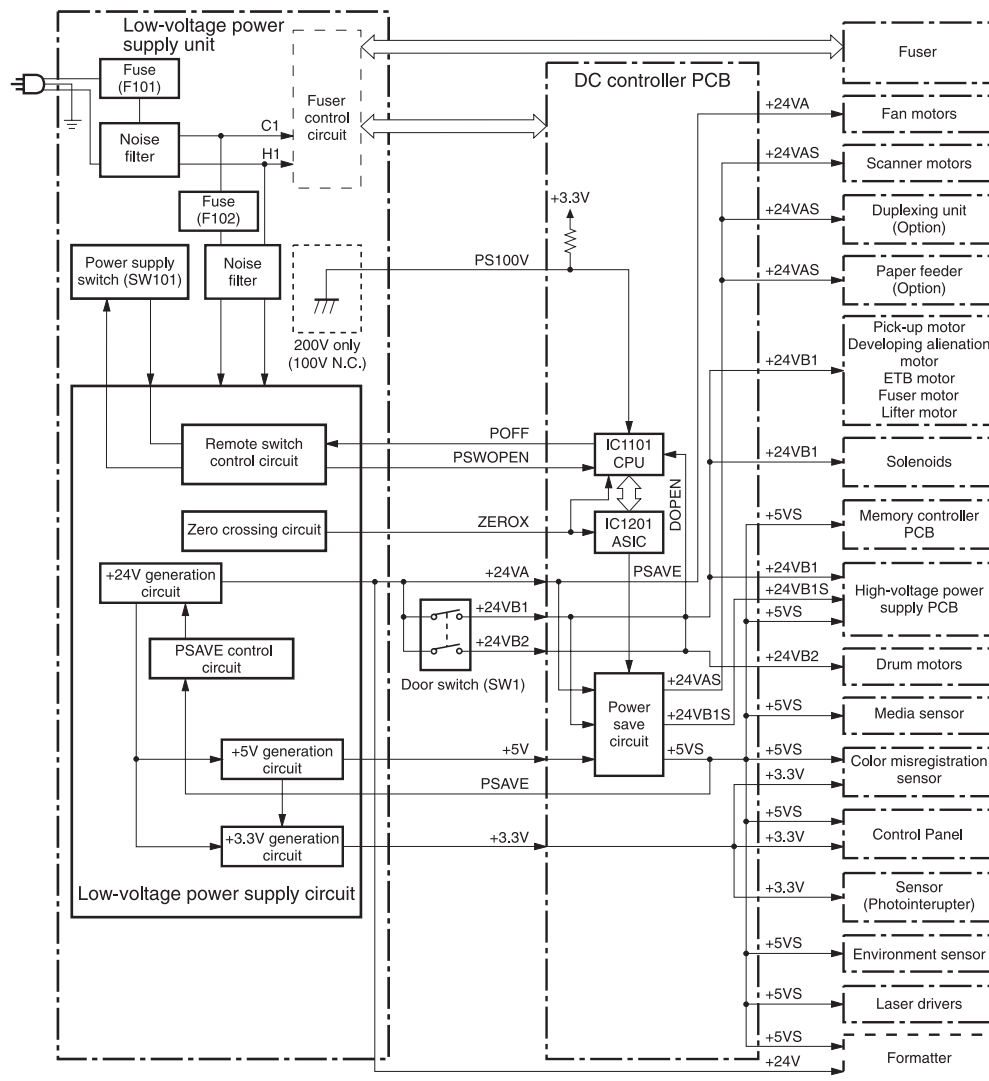 Low-voltage power
supply unit
Fuse
(F101)
Noise
filter
C1
H1
Fuser
control
circuit
Fuse
(F102)
Power supply
switch (SW101)
Noise
filter
200V only
(100V N.C.)
Remote switch
control circuit
Zero crossing circuit
+24V generation
circuit
PSAVE control
circuit
+5V generation
circuit
+3.3V generation
circuit
Low-voltage power supply circuit
PS100V
POFF
PSWOPEN
ZEROX
+24VA
+24VB1
+24VB2
Door switch (SW1)
+5V
PSAVE
+3.3V
DC controller PCB
+3.3V
IC1101
CPU
IC1201
ASIC
DOPEN
PSAVE
Power
save
circuit
+24VAS
+24VB1S
+5VS
Fuser
+24VA
Fan motors
+24VAS
Scanner motors
+24VAS
Duplexing unit
(Option)
+24VAS
Paper feeder
(Option)
+24VB1
Pick-up motor
Developing alienation
motor
ETB motor
Fuser motor
Lifter motor
+24VB1
Solenoids
+5VS
Memory controller
PCB
+24VB1
+24VB1S
+5VS
High-voltage power
supply PCB
+24VB2
Drum motors
+5VS
Media sensor
+5VS
+3.3V
Color misregistration
sensor
+5VS
+3.3V
Control Panel
+3.3V
Sensor
(Photointerupter)
+5VS
Environment sensor
+5VS
Laser drivers
+5VS
+24V
Formatter